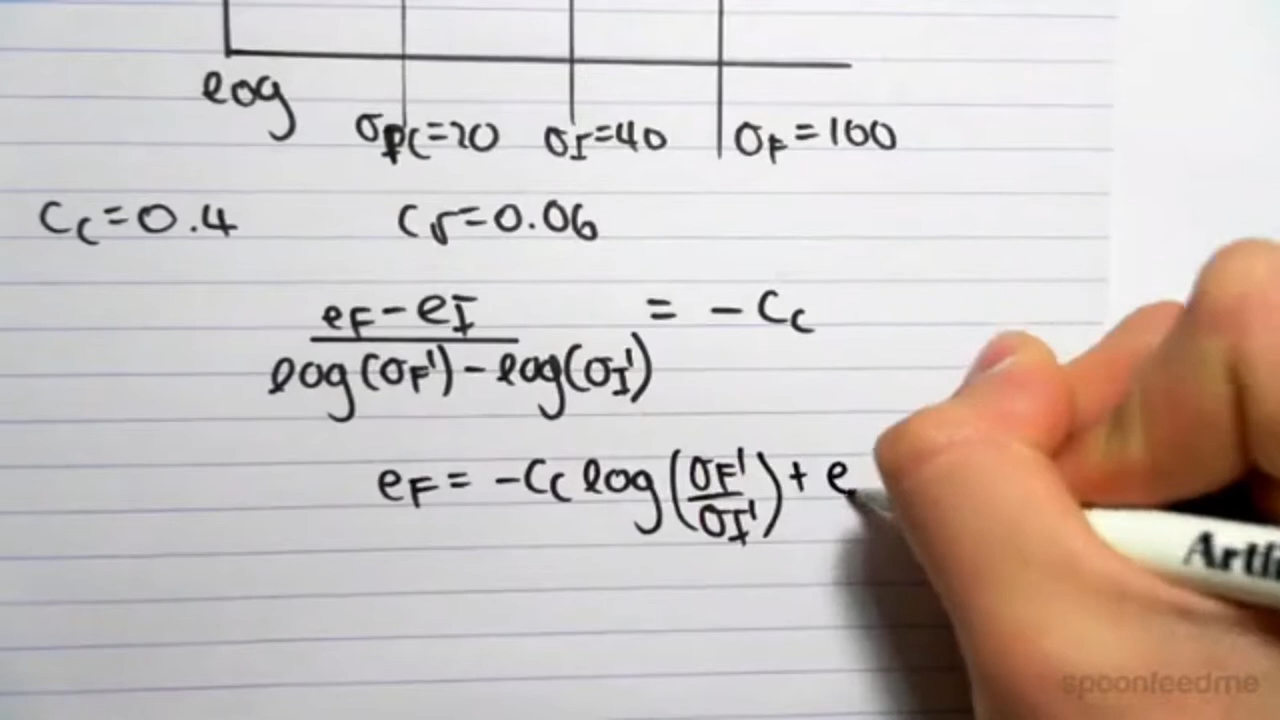 log
σPC=20 σI=40 σF=100
Cc=0.4 Cr=0.06
eF-eI = -Cc
log(σF')-log(σI')
eF= -Cc log(σF'/σI')+ e
Artli
spoonfeedme